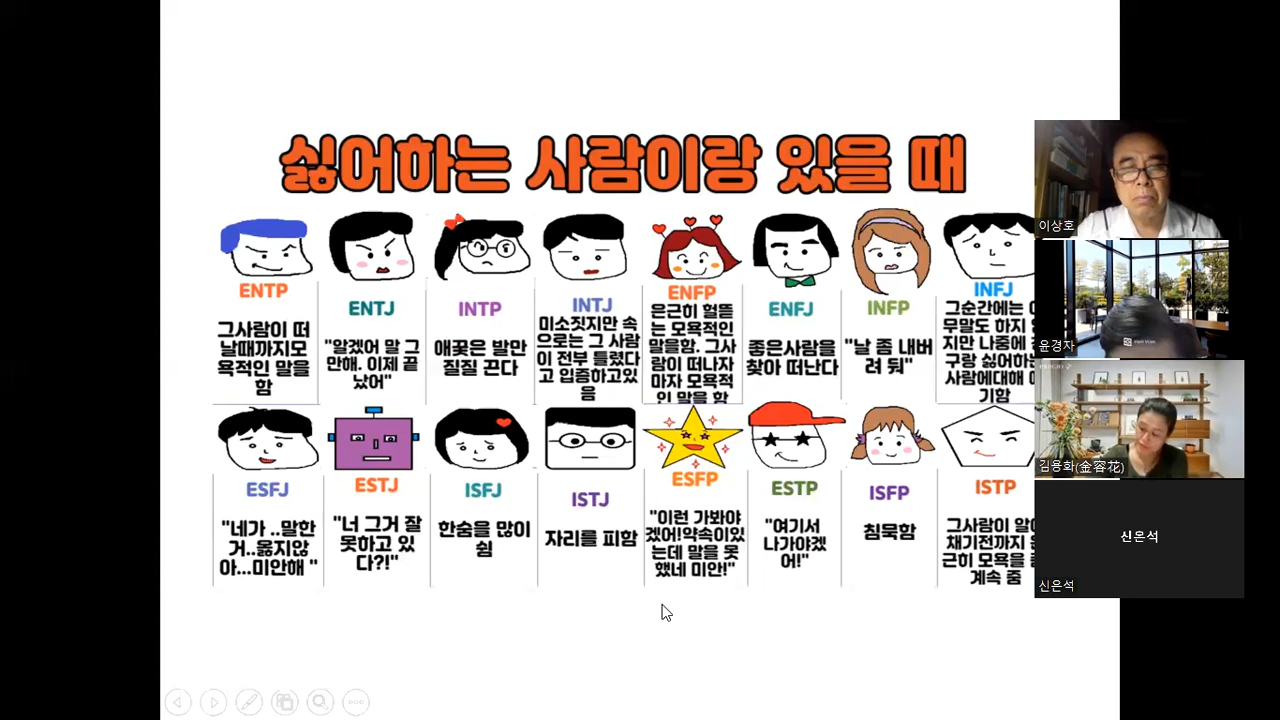 싫어하는 사람이랑 있을 때
ENTP
그사람이 떠
날때까지모
욕적인 말을
함
ENTJ
"알겠어 말 그
만해. 이제 끝
났어"
INTP
애꿎은 발만
질질 끈다
INTJ
미소짓지만 속
으로는 그 사람
이 전부 틀렸다
고 입증하고있
음
ENFP
은근히 헐뜯
는 모욕적인
말을함. 그사
람이 떠나자
마자 모욕적
인 말을 함
ENFJ
좋은사람을
찾아 떠난다
INFP
"날 좀 내버
려 둬"
INFJ
그순간에는
무말도 하지
지만 나중에
구랑 싫어하는
사람에대해
기함
ESFJ
"네가 ..말한
거..옳지않
아...미안해 "
ESTJ
"너 그거 잘
못하고 있
다?!"
ISFJ
한숨을 많이
쉼
ISTJ
자리를 피함
ESFP
"이런 가봐야
겠어!약속이있
는데 말을 못
했네 미안!"
ESTP
"여기서
나가야겠
어!"
ISFP
침묵함
ISTP
그사람이
채기전까지
근히 모욕을
계속 줌
이상호
윤경자
김용화(金容花)
신은석
신은석